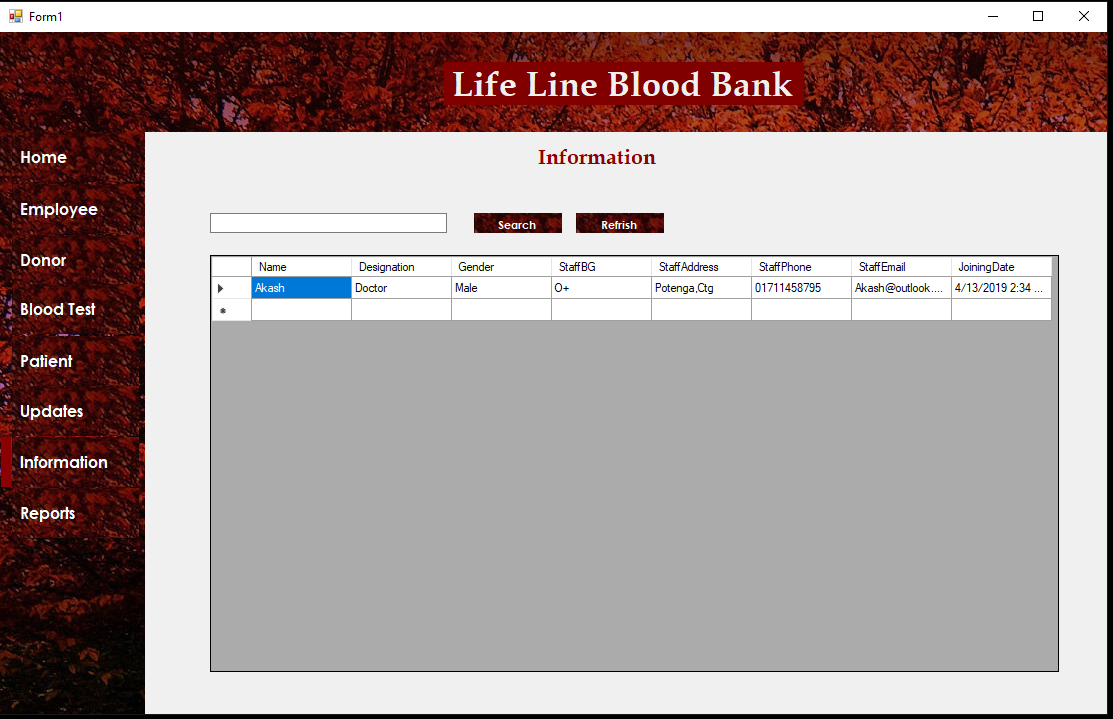 Form1
Life Line Blood Bank
Home
Employee
Donor
Blood Test
Patient
Updates
Information
Reports
Information
Search Refrish
Name Designation Gender StaffBG StaffAddress StaffPhone StaffEmail JoiningDate
Akash Doctor Male O+ Potenga,Ctg 01711458795 Akash@outlook.... 4/13/2019 2:34 ...